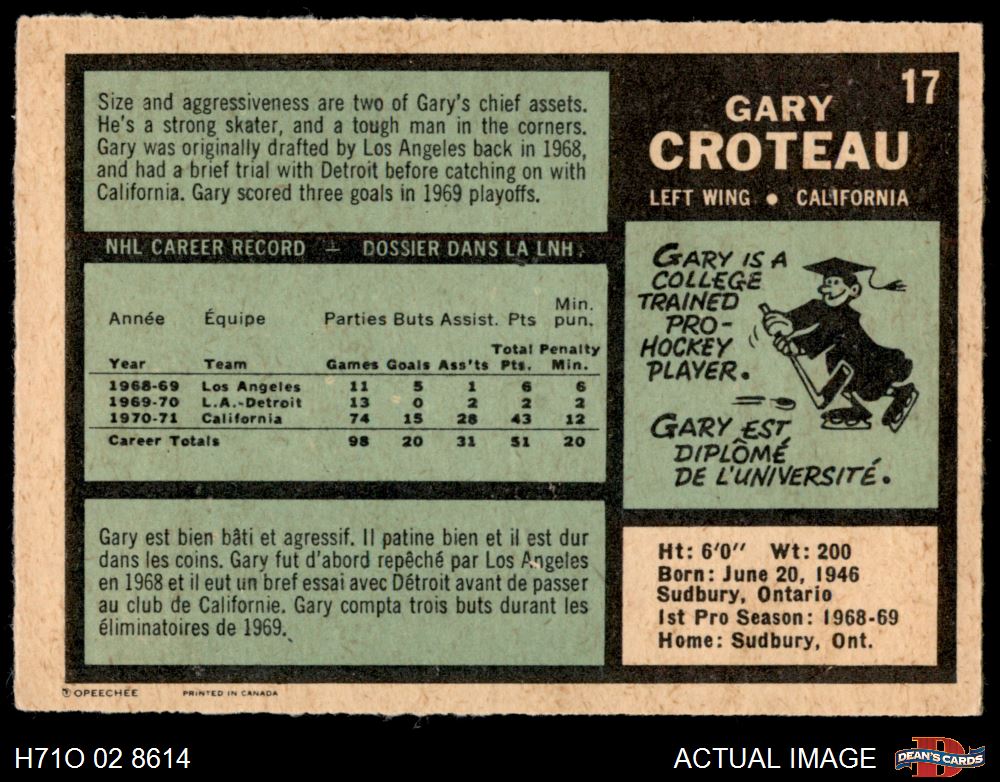 17
GARY
CROTEAU
LEFT WING • CALIFORNIA
Size and aggressiveness are two of Gary's chief assets.
He's a strong skater, and a tough man in the corners.
Gary was originally drafted by Los Angeles back in 1968,
and had a brief trial with Detroit before catching on with
California. Gary scored three goals in 1969 playoffs.
NHL CAREER RECORD — DOSSIER DANS LA LNH.
Année Équipe Parties Buts Assist. Pts Min. pun.
Year Team Games Goals Ass'ts Total Pts. Penalty Min.
1968-69 Los Angeles 11 5 1 6 6
1969-70 L.A.-Detroit 13 0 2 2 2
1970-71 California 74 15 28 43 12
Career Totals 98 20 31 51 20
GARY IS A
COLLEGE
TRAINED
PRO-
HOCKEY
PLAYER.
GARY EST
DIPLÔMÉ
DE L'UNIVERSITÉ.
Gary est bien bâti et agressif. Il patine bien et il est dur
dans les coins. Gary fut d'abord repêché par Los Angeles
en 1968 et il eut un bref essai avec Détroit avant de passer
au club de Californie. Gary compta trois buts durant les
éliminatoires de 1969.
Ht: 6'0" Wt: 200
Born: June 20, 1946
Sudbury, Ontario
1st Pro Season: 1968-69
Home: Sudbury, Ont.
OPEECHEE PRINTED IN CANADA
H71O 02 8614
ACTUAL IMAGE
D
DEAN'S CARDS